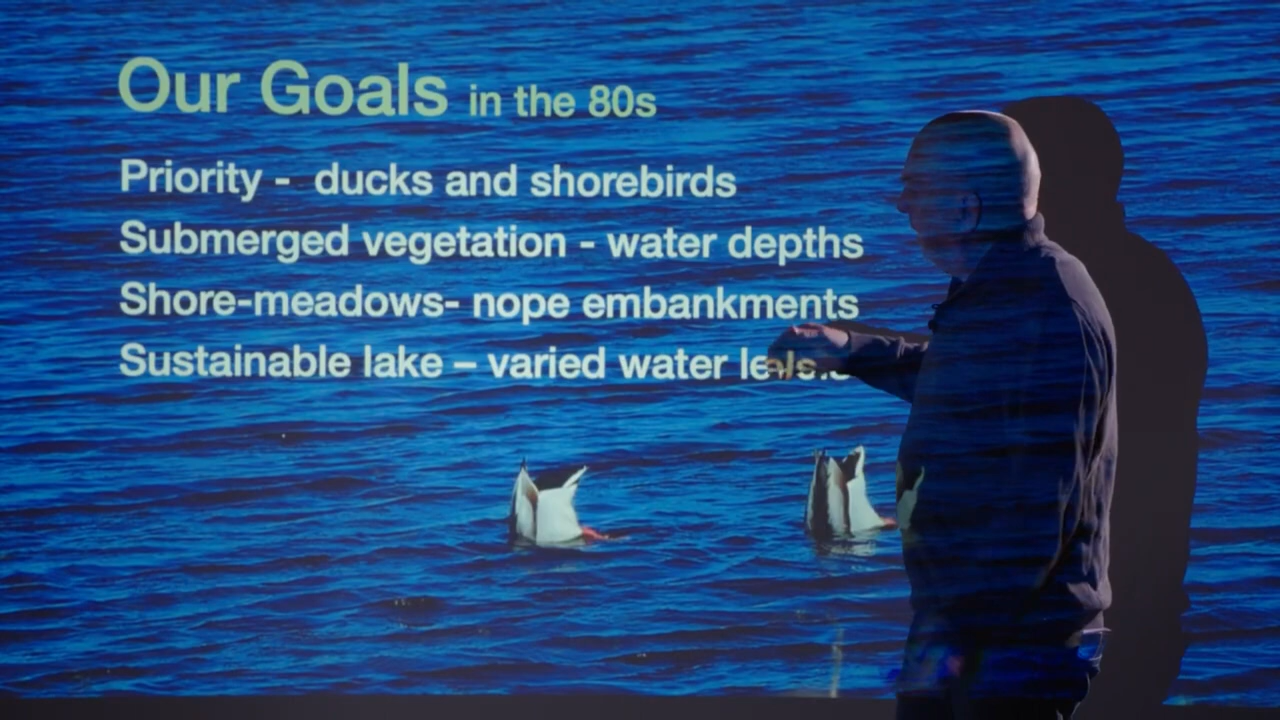 Our Goals in the 80s
Priority - ducks and shorebirds
Submerged vegetation - water depths
Shore-meadows- nope embankments
Sustainable lake – varied water